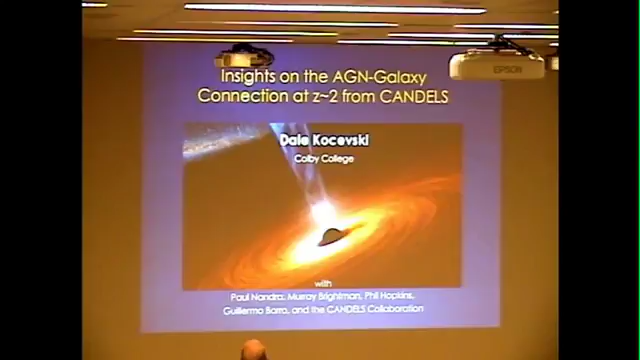 EPSON
Insights on the AGN-Galaxy
Connection at z~2 from CANDELS
Dale Kocevski
Colby College
with
Paul Nandra, Murray Brightman, Phil Hopkins,
Guillermo Barro, and the CANDELS Collaboration